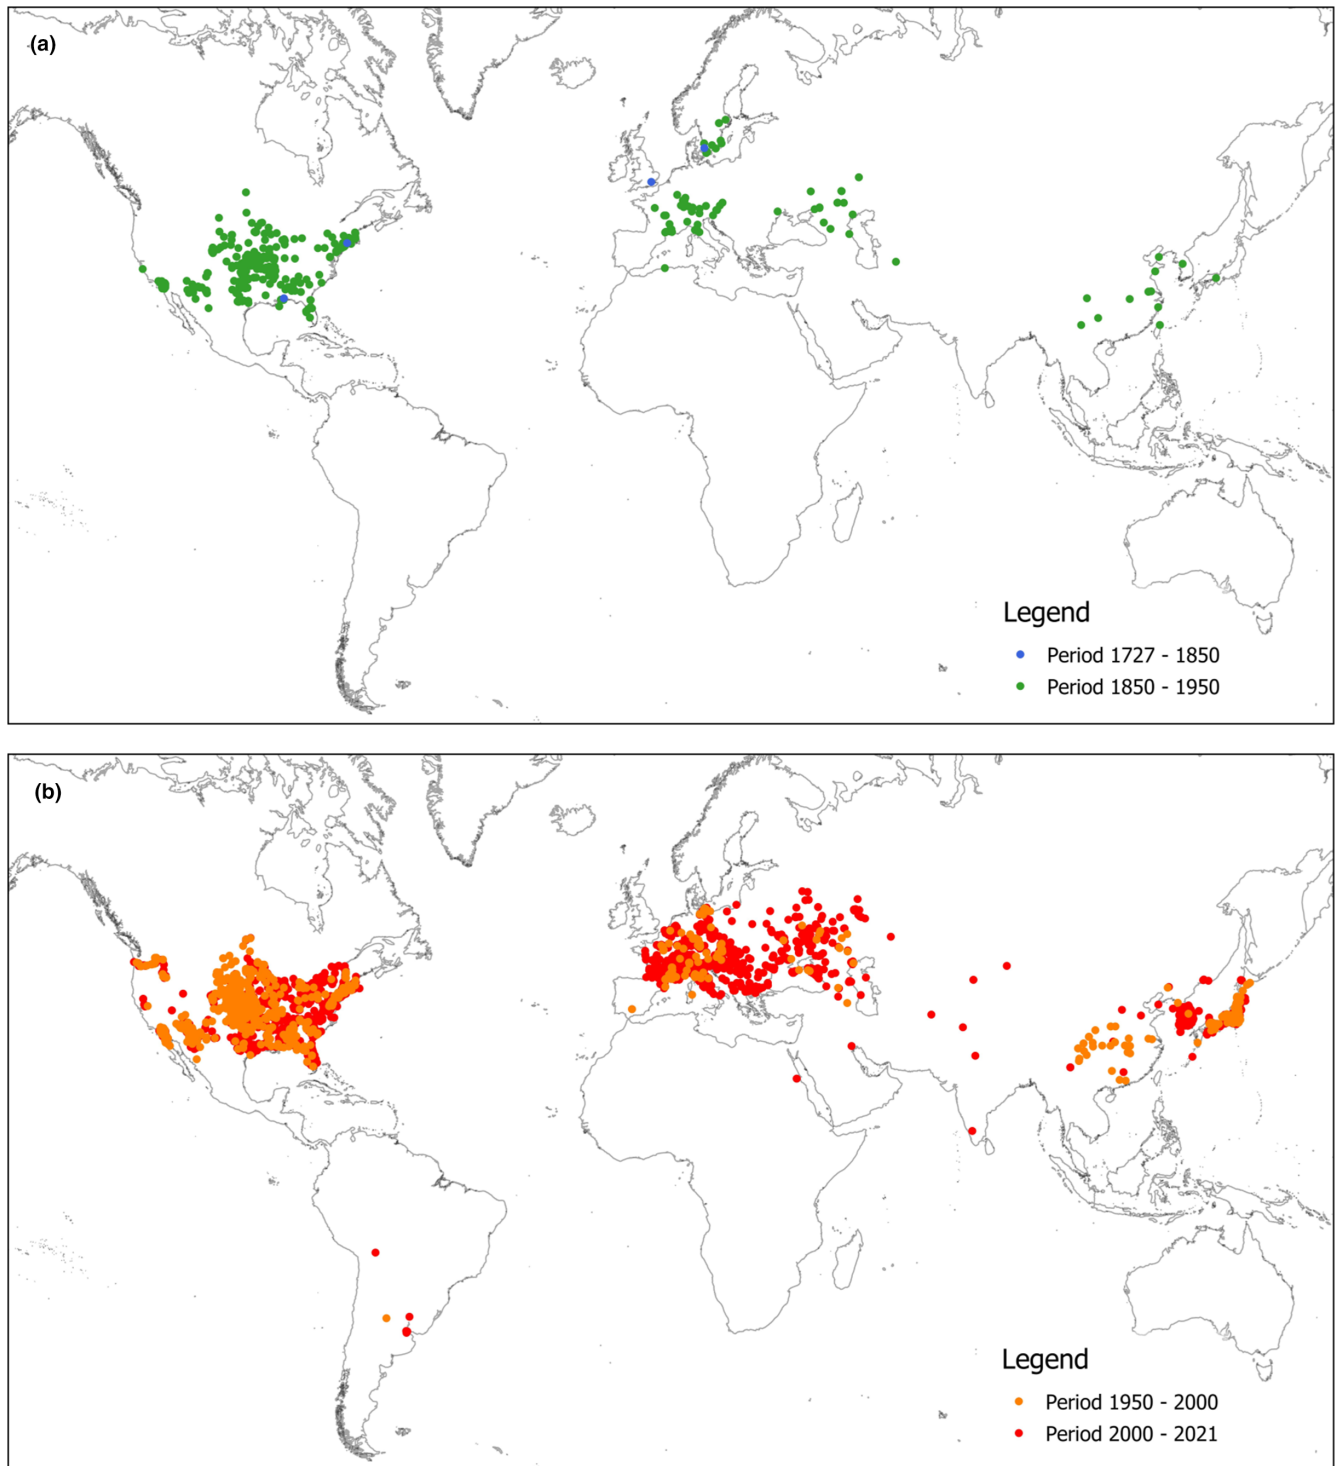 (a)
Legend
Period 1727 - 1850
Period 1850 - 1950
(b)
Legend
Period 1950 - 2000
Period 2000 - 2021